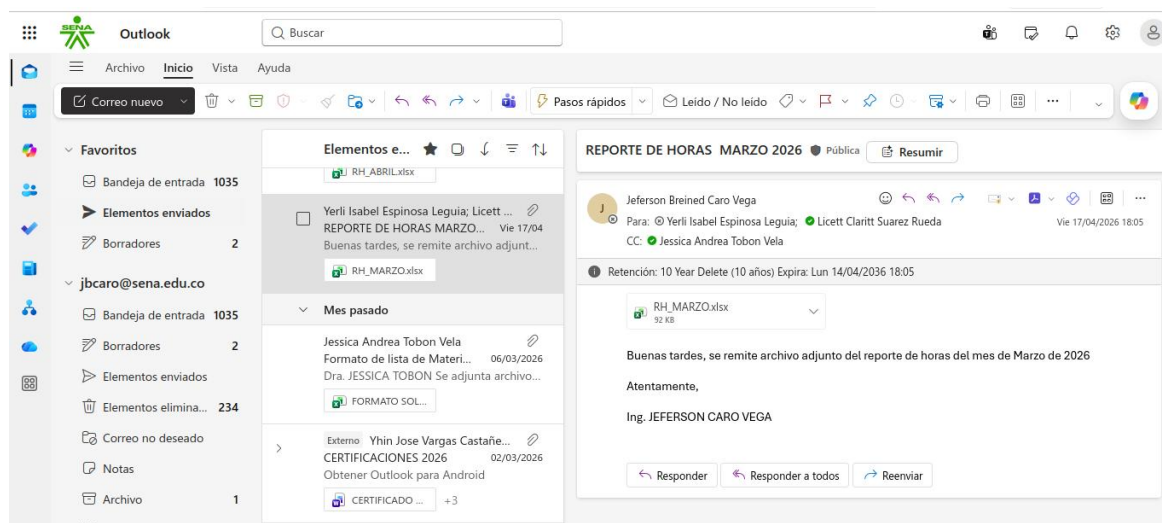 SENA
Outlook
Buscar
Archivo Inicio Vista Ayuda
Correo nuevo
Pasos rápidos
Leído / No leído
Favoritos
Bandeja de entrada 1035
Elementos enviados
Borradores 2
jbcaro@sena.edu.co
Bandeja de entrada 1035
Borradores 2
Elementos enviados
Elementos elimina... 234
Correo no deseado
Notas
Archivo 1
Elementos e...
RH_ABRIL.xlsx
Yerli Isabel Espinosa Leguia; Licett ...
REPORTE DE HORAS MARZO... Vie 17/04
Buenas tardes, se remite archivo adjunt...
RH_MARZO.xlsx
Mes pasado
Jessica Andrea Tobon Vela
Formato de lista de Materi... 06/03/2026
Dra. JESSICA TOBON Se adjunta archivo...
FORMATO SOL...
Externo Yhin Jose Vargas Castañe...
CERTIFICACIONES 2026 02/03/2026
Obtener Outlook para Android
CERTIFICADO ... +3
REPORTE DE HORAS MARZO 2026 Pública Resumir
J
Jeferson Breined Caro Vega
Para: Yerli Isabel Espinosa Leguia; Licett Claritt Suarez Rueda Vie 17/04/2026 18:05
CC: Jessica Andrea Tobon Vela
Retención: 10 Year Delete (10 años) Expira: Lun 14/04/2036 18:05
RH_MARZO.xlsx
92 KB
Buenas tardes, se remite archivo adjunto del reporte de horas del mes de Marzo de 2026
Atentamente,
Ing. JEFERSON CARO VEGA
Responder Responder a todos Reenviar